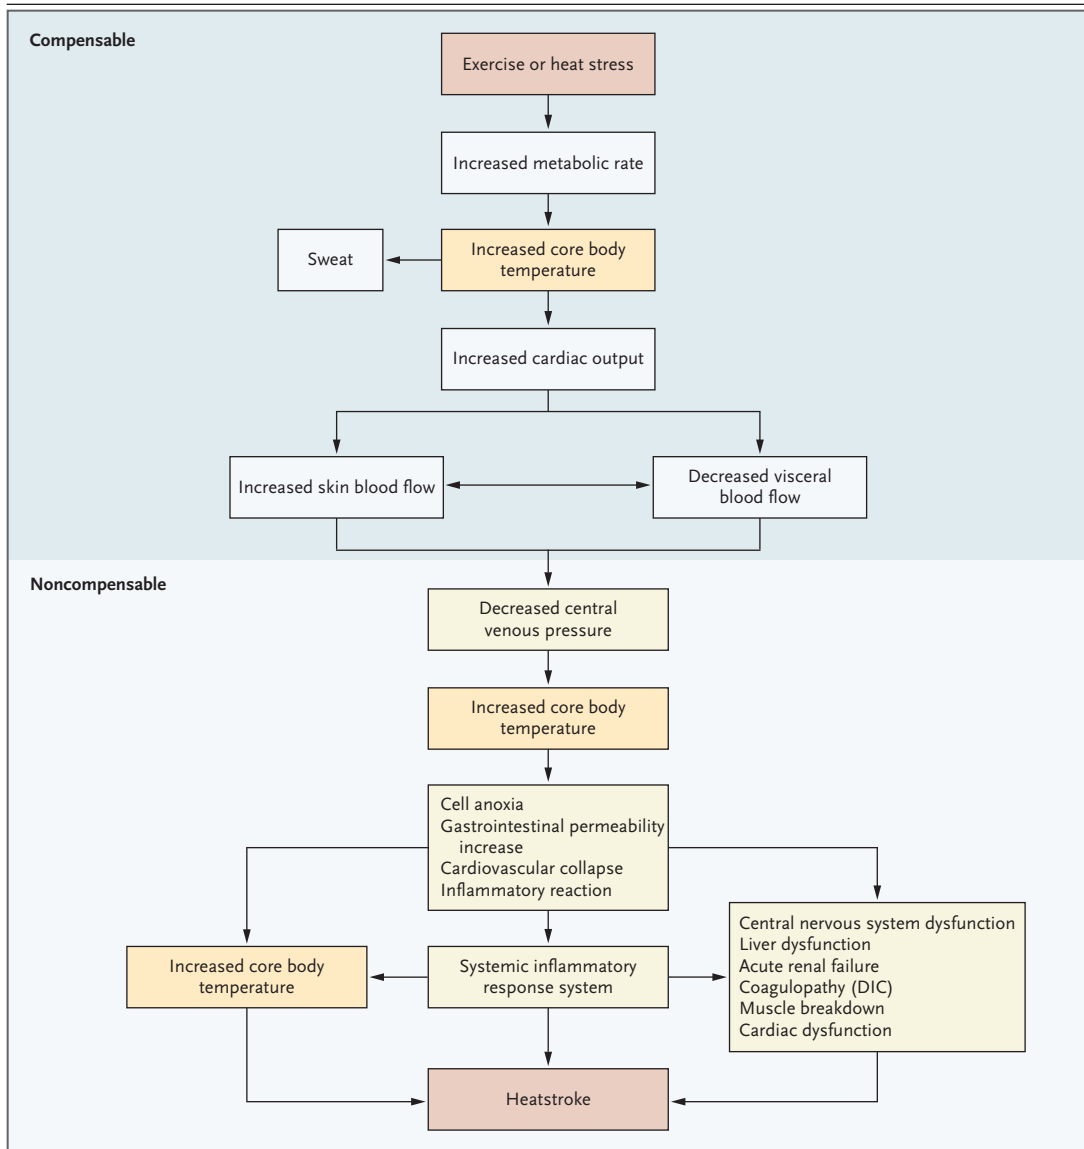 Compensable
Exercise or heat stress
Increased metabolic rate
Sweat
Increased core body
temperature
Increased cardiac output
Increased skin blood flow
Decreased visceral
blood flow
Noncompensable
Decreased central
venous pressure
Increased core body
temperature
Cell anoxia
Gastrointestinal permeability
increase
Cardiovascular collapse
Inflammatory reaction
Increased core body
temperature
Systemic inflammatory
response system
Central nervous system dysfunction
Liver dysfunction
Acute renal failure
Coagulopathy (DIC)
Muscle breakdown
Cardiac dysfunction
Heatstroke